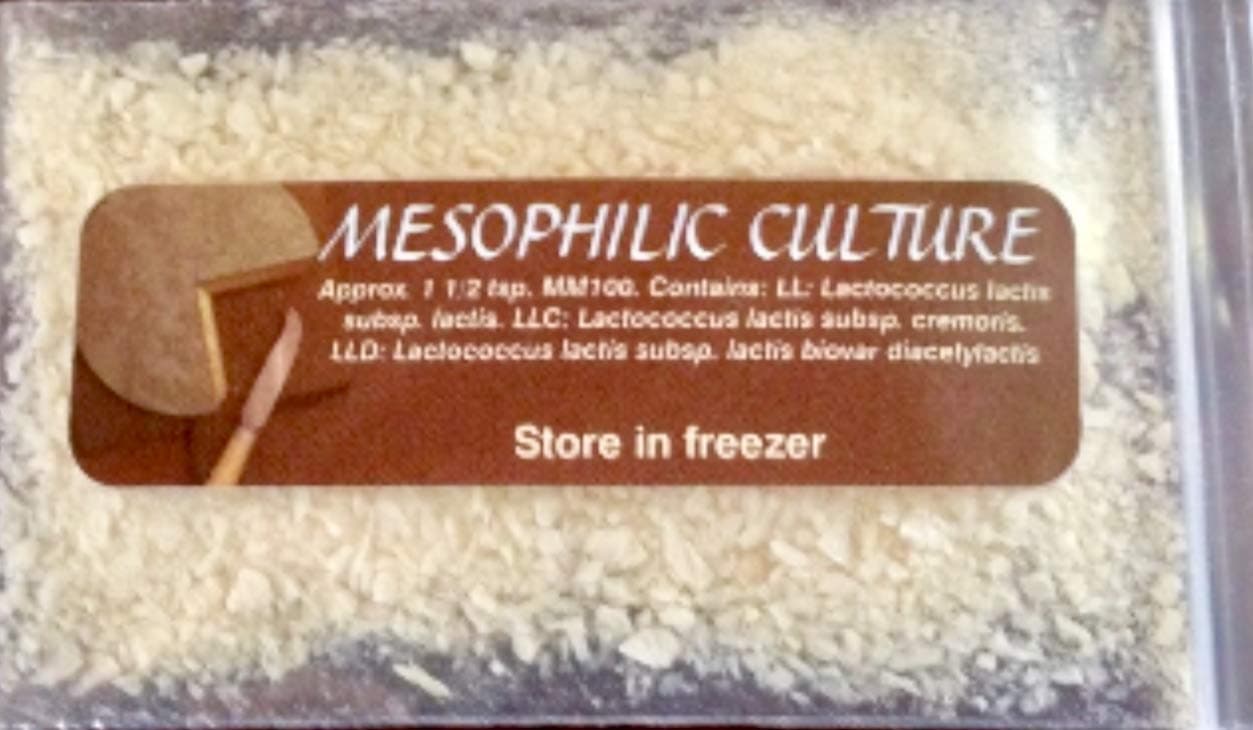 MESOPHILIC CULTURE
Approx. 1 1/2 tsp. MM100. Contains: LL: Lactococcus lactis
subsp. lactis. LLC: Lactococcus lactis subsp. cremoris.
LLD: Lactococcus lactis subsp. lactis biovar diacetylactis
Store in freezer